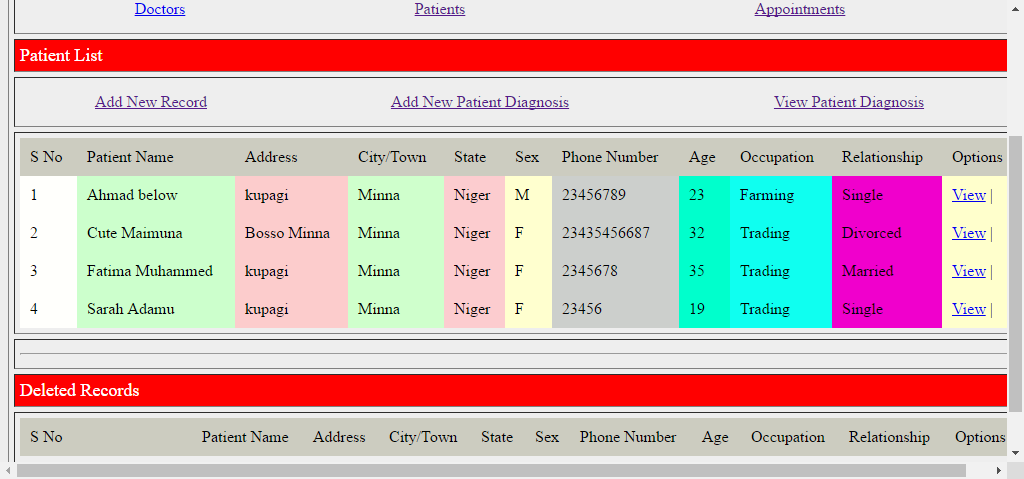 Doctors Patients Appointments
Patient List
Add New Record Add New Patient Diagnosis View Patient Diagnosis
S No Patient Name Address City/Town State Sex Phone Number Age Occupation Relationship Options
1 Ahmad below kupagi Minna Niger M 23456789 23 Farming Single View |
2 Cute Maimuna Bosso Minna Minna Niger F 23435456687 32 Trading Divorced View |
3 Fatima Muhammed kupagi Minna Niger F 2345678 35 Trading Married View |
4 Sarah Adamu kupagi Minna Niger F 23456 19 Trading Single View |
Deleted Records
S No Patient Name Address City/Town State Sex Phone Number Age Occupation Relationship Options